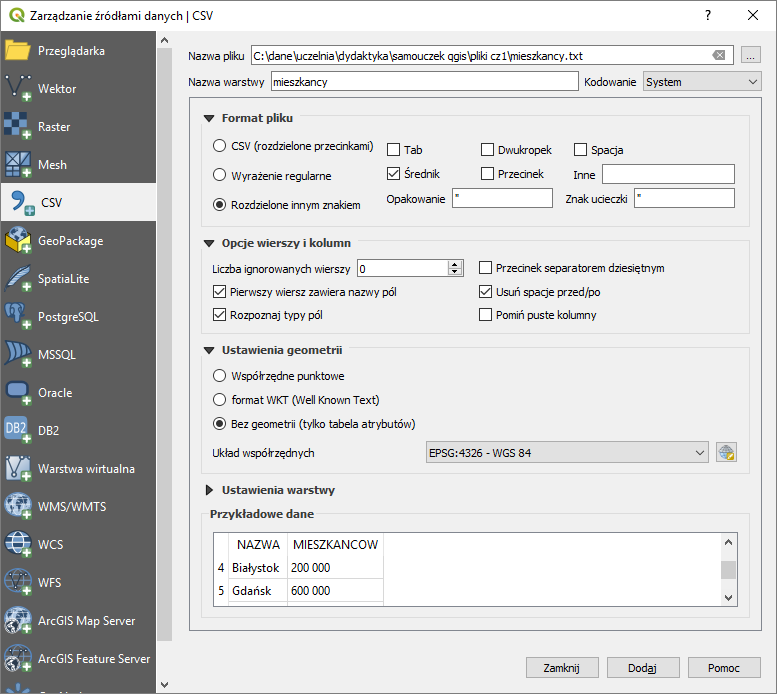 Zarządzanie źródłami danych | CSV
?
Przeglądarka
Wektor
Raster
Mesh
CSV
GeoPackage
SpatiaLite
PostgreSQL
MSSQL
Oracle
DB2
DB2
Warstwa wirtualna
WMS/WMTS
WCS
WFS
ArcGIS Map Server
ArcGIS Feature Server
Nazwa pliku C:\dane\uczelnia\dydaktyka\samouczek qgis\pliki cz1\mieszkancy.txt ...
Nazwa warstwy mieszkancy Kodowanie System
Format pliku
CSV (rozdzielone przecinkami) Tab Dwukropek Spacja
Wyrażenie regularne Średnik Przecinek Inne
Rozdzielone innym znakiem Opakowanie " Znak ucieczki "
Opcje wierszy i kolumn
Liczba ignorowanych wierszy 0 Przecinek separatorem dziesiętnym
Pierwszy wiersz zawiera nazwy pól Usuń spacje przed/po
Rozpoznaj typy pól Pomiń puste kolumny
Ustawienia geometrii
Współrzędne punktowe
format WKT (Well Known Text)
Bez geometrii (tylko tabela atrybutów)
Układ współrzędnych EPSG:4326 - WGS 84
Ustawienia warstwy
Przykładowe dane
NAZWA MIESZKANCOW
4 Białystok 200 000
5 Gdańsk 600 000
Zamknij Dodaj Pomoc